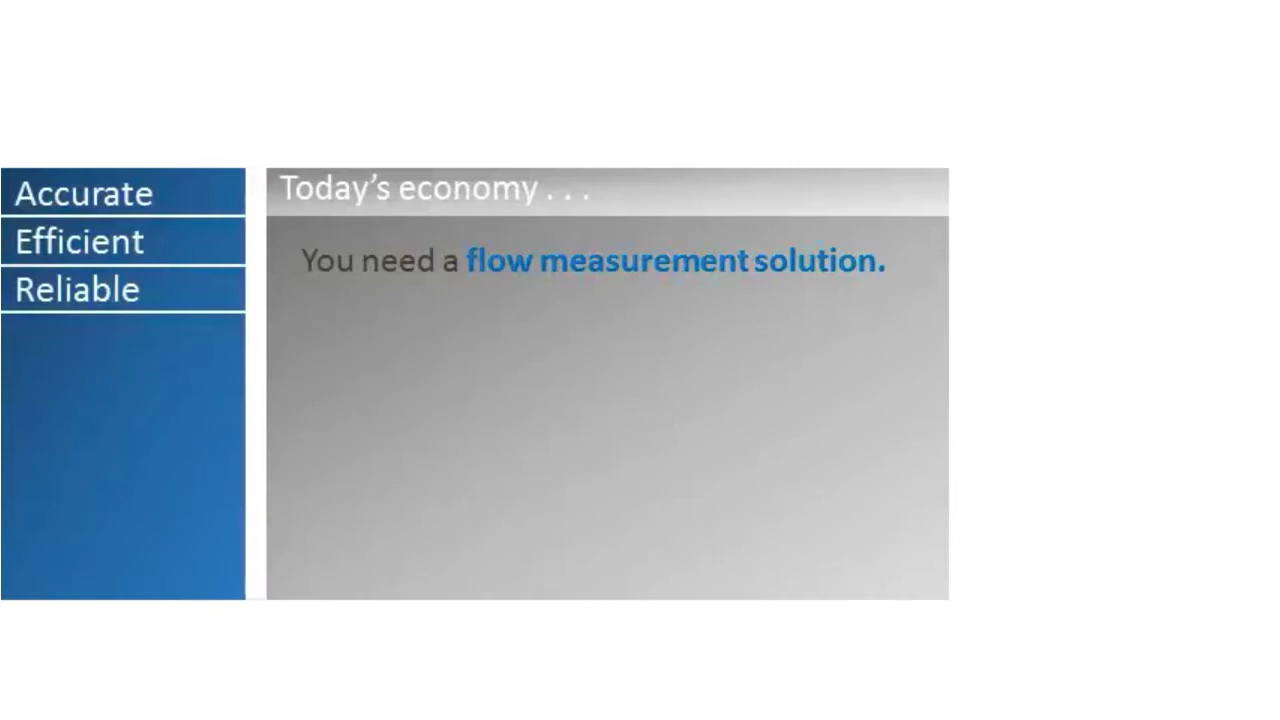 Accurate
Efficient
Reliable
Today's economy . . .
You need a flow measurement solution.